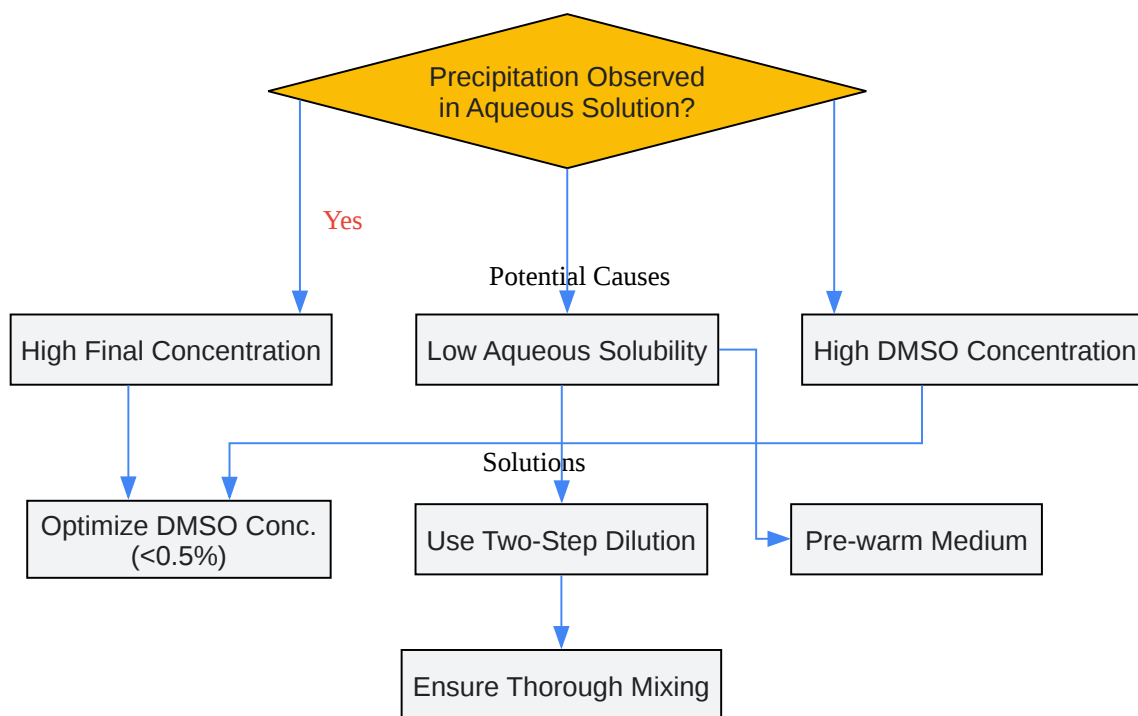 Precipitation Observed
in Aqueous Solution?
Yes
Potential Causes
High Final Concentration
Low Aqueous Solubility
High DMSO Concentration
Solutions
Optimize DMSO Conc.
(<0.5%)
Use Two-Step Dilution
Pre-warm Medium
Ensure Thorough Mixing